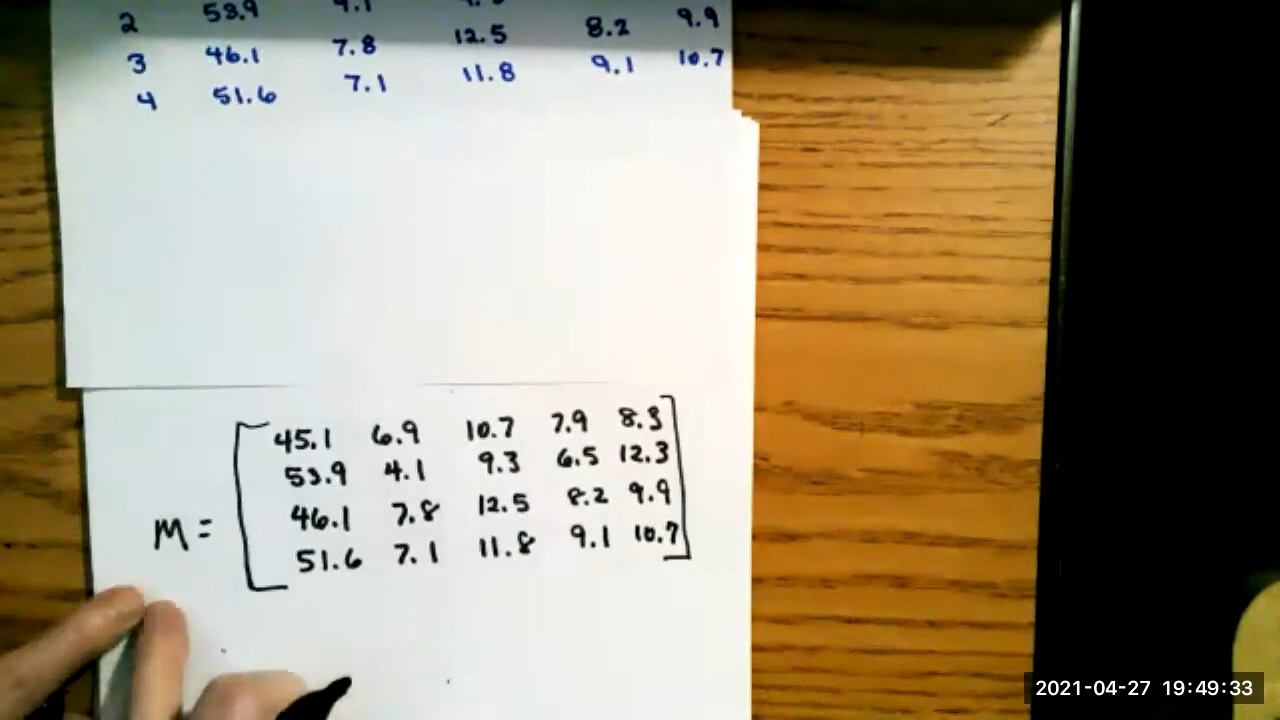 2 53.9 4.1
3 46.1 7.8 12.5 8.2 9.9
4 51.6 7.1 11.8 9.1 10.7
M = [ 45.1 6.9 10.7 7.9 8.3 ]
53.9 4.1 9.3 6.5 12.3
46.1 7.8 12.5 8.2 9.9
51.6 7.1 11.8 9.1 10.7
2021-04-27 19:49:33